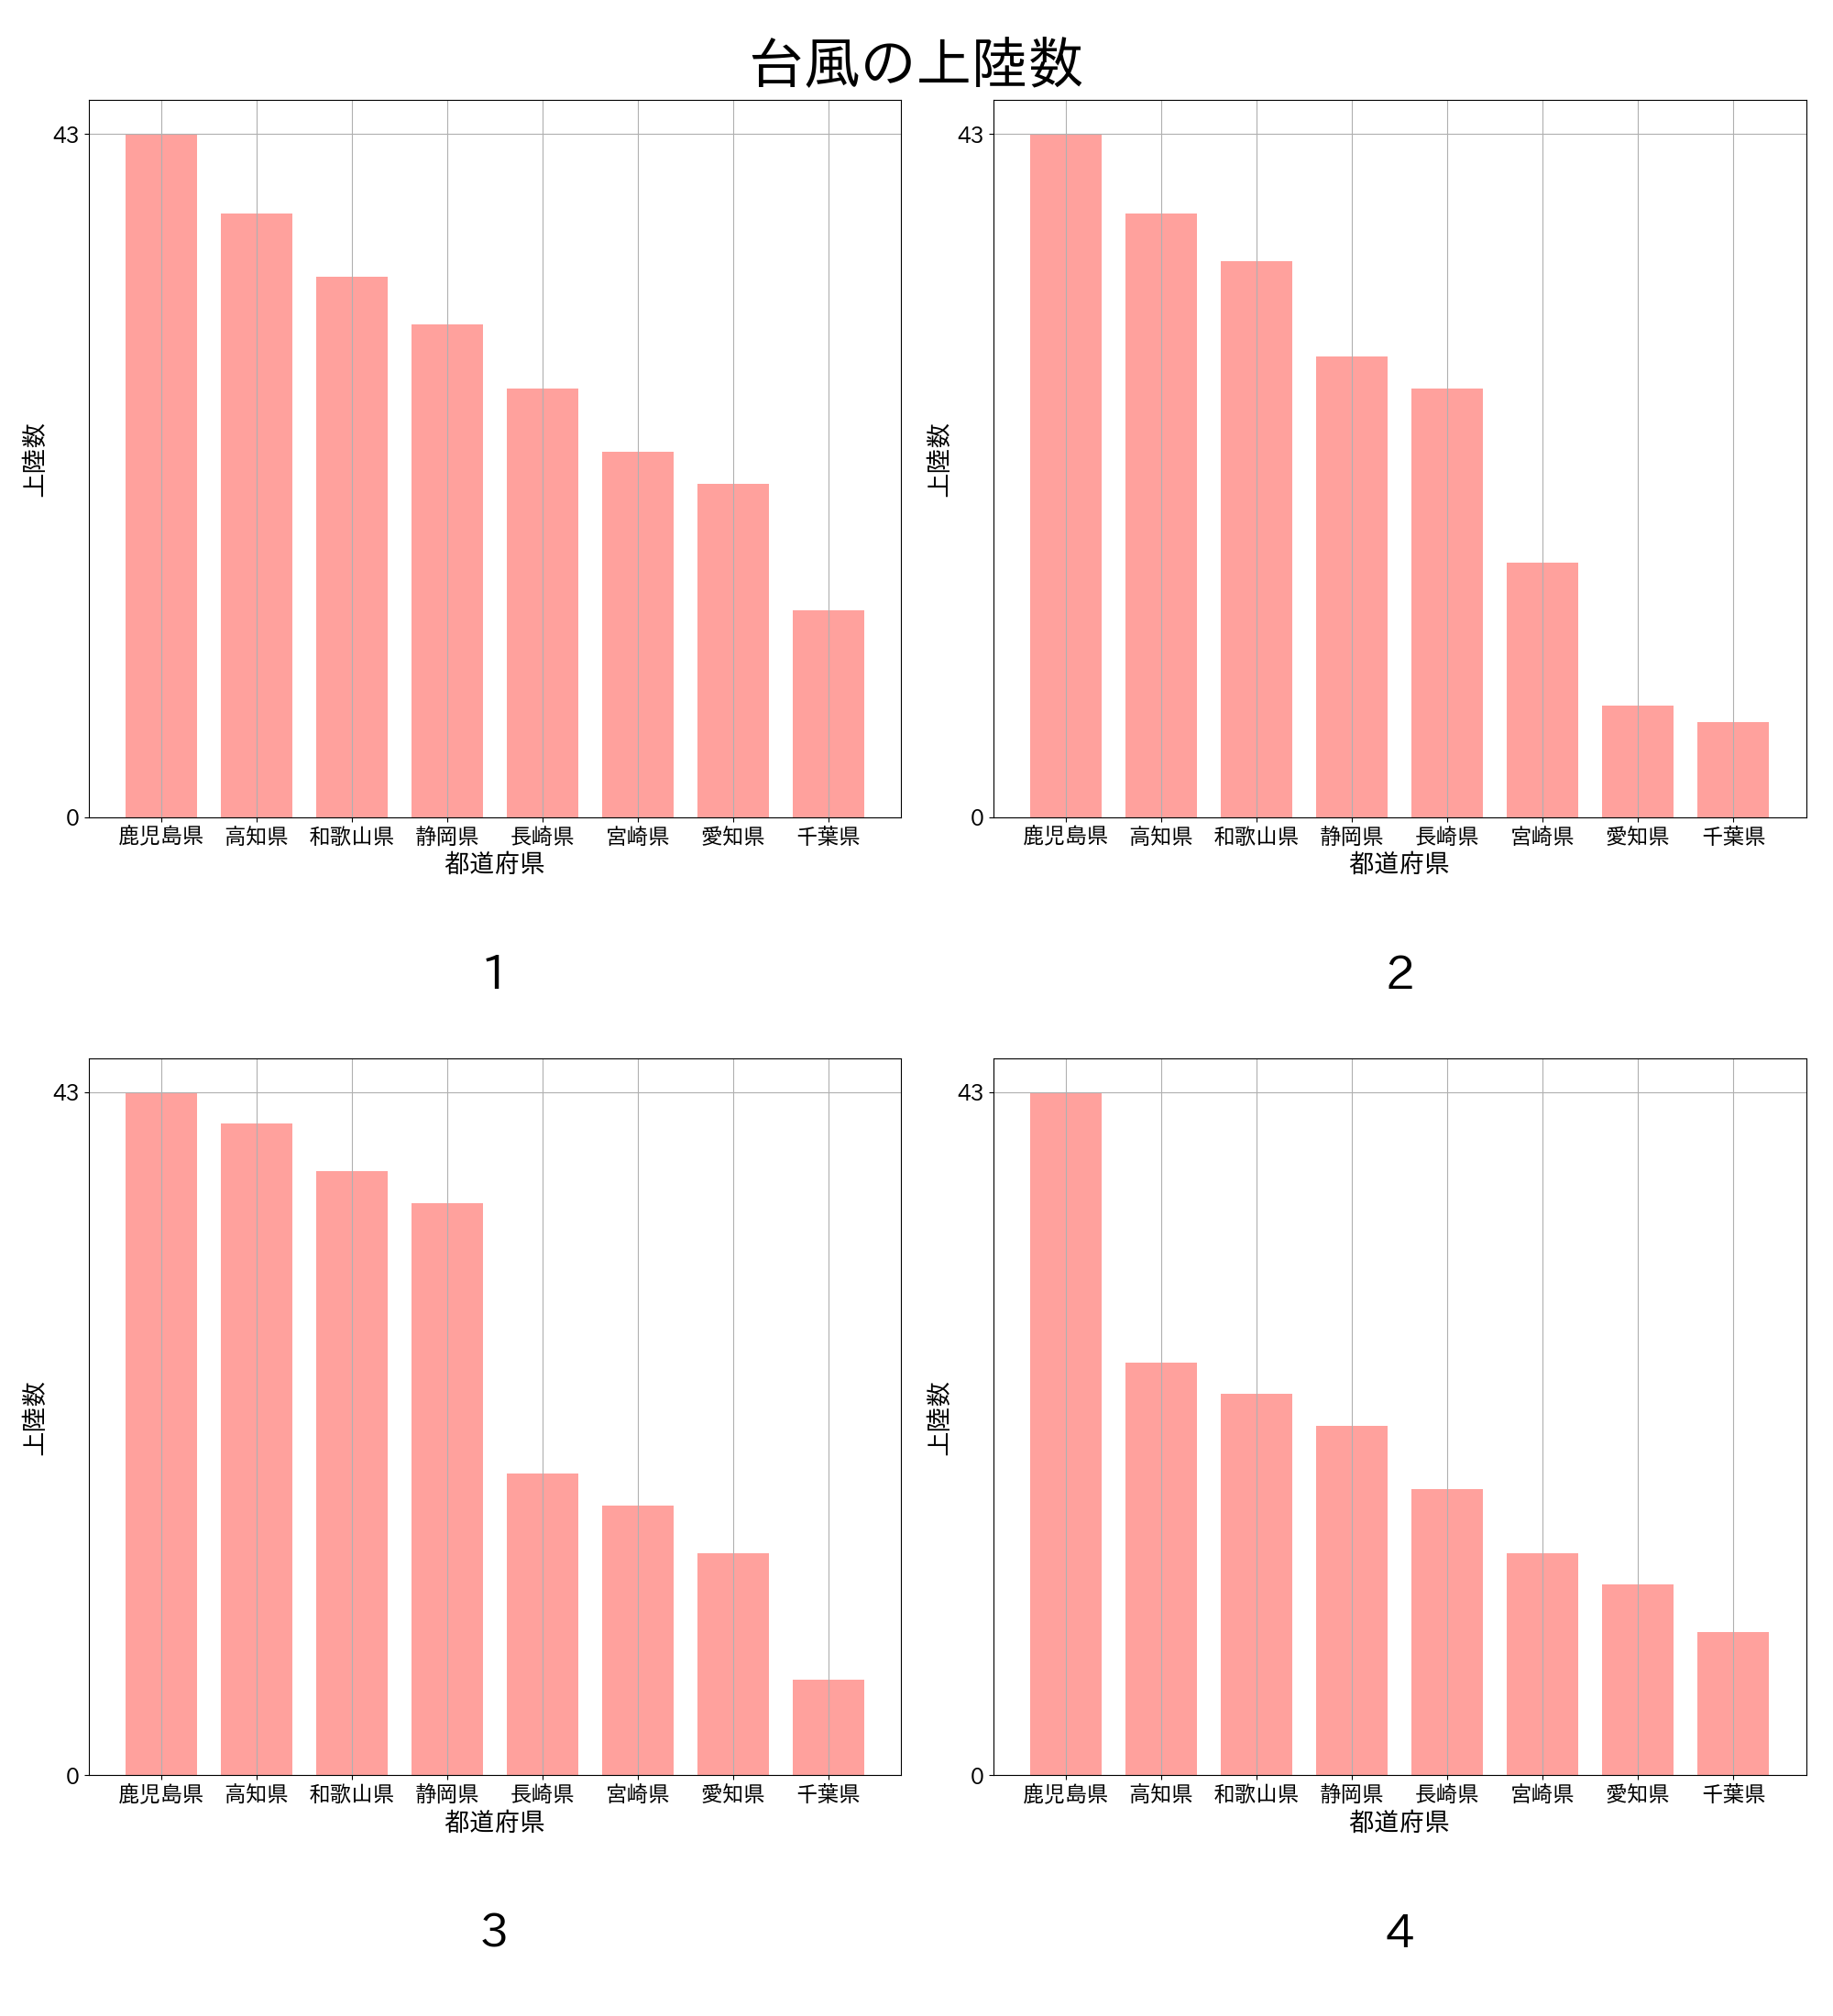 台風の上陸数
43
0
上陸数
鹿児島県 高知県 和歌山県 静岡県 長崎県 宮崎県 愛知県 千葉県
都道府県
1
43
0
上陸数
鹿児島県 高知県 和歌山県 静岡県 長崎県 宮崎県 愛知県 千葉県
都道府県
2
43
0
上陸数
鹿児島県 高知県 和歌山県 静岡県 長崎県 宮崎県 愛知県 千葉県
都道府県
3
43
0
上陸数
鹿児島県 高知県 和歌山県 静岡県 長崎県 宮崎県 愛知県 千葉県
都道府県
4